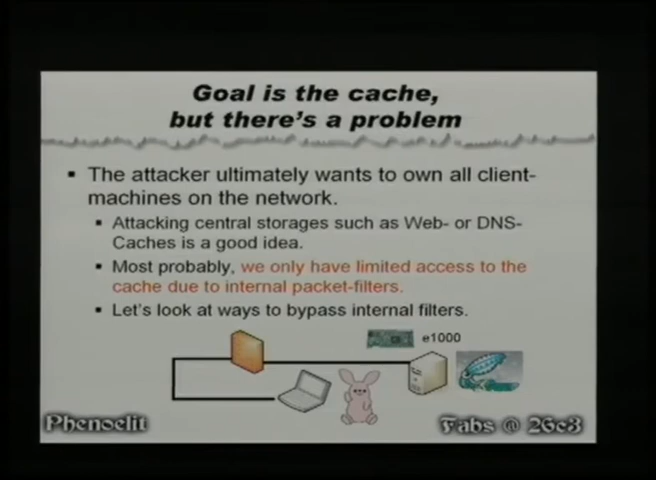 Goal is the cache,
but there's a problem
The attacker ultimately wants to own all client-
machines on the network.
Attacking central storages such as Web- or DNS-
Caches is a good idea.
Most probably, we only have limited access to the
cache due to internal packet-filters.
Let's look at ways to bypass internal filters.
e1000
Phenoelit
Fabs @ 26c3